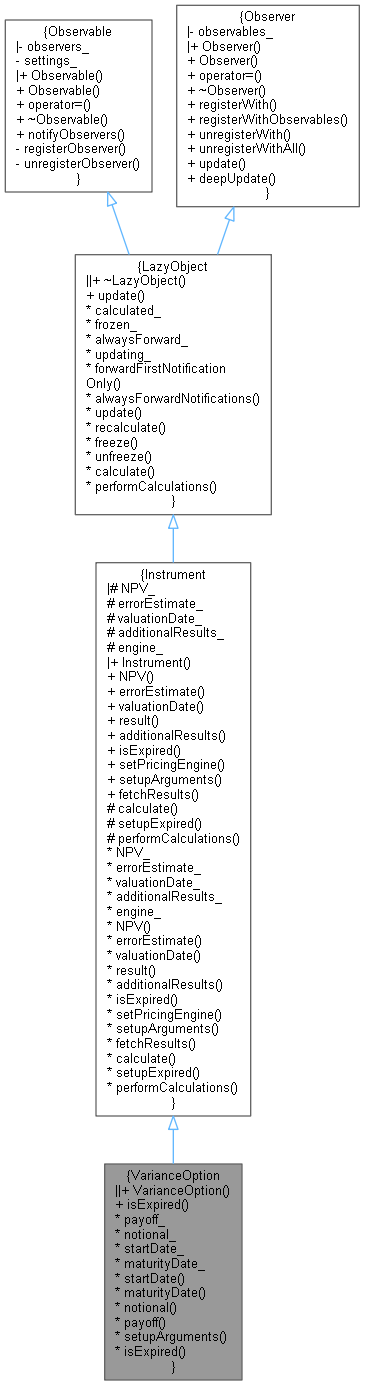 {Observable
|- observers_
- settings_
|+ Observable()
+ Observable()
+ operator=()
+ ~Observable()
+ notifyObservers()
- registerObserver()
- unregisterObserver()
}
{Observer
|- observables_
|+ Observer()
+ Observer()
+ operator=()
+ ~Observer()
+ registerWith()
+ registerWithObservables()
+ unregisterWith()
+ unregisterWithAll()
+ update()
+ deepUpdate()
}
{LazyObject
||+ ~LazyObject()
+ update()
* calculated_
* frozen_
* alwaysForward_
* updating_
* forwardFirstNotification
Only()
* alwaysForwardNotifications()
* update()
* recalculate()
* freeze()
* unfreeze()
* calculate()
* performCalculations()
}
{Instrument
|# NPV_
# errorEstimate_
# valuationDate_
# additionalResults_
# engine_
|+ Instrument()
+ NPV()
+ errorEstimate()
+ valuationDate()
+ result()
+ additionalResults()
+ isExpired()
+ setPricingEngine()
+ setupArguments()
+ fetchResults()
# calculate()
# setupExpired()
# performCalculations()
* NPV_
* errorEstimate_
* valuationDate_
* additionalResults_
* engine_
* NPV()
* errorEstimate()
* valuationDate()
* result()
* additionalResults()
* isExpired()
* setPricingEngine()
* setupArguments()
* fetchResults()
* calculate()
* setupExpired()
* performCalculations()
}
{VarianceOption
||+ VarianceOption()
+ isExpired()
* payoff_
* notional_
* startDate_
* maturityDate_
* startDate()
* maturityDate()
* notional()
* payoff()
* setupArguments()
* isExpired()
}